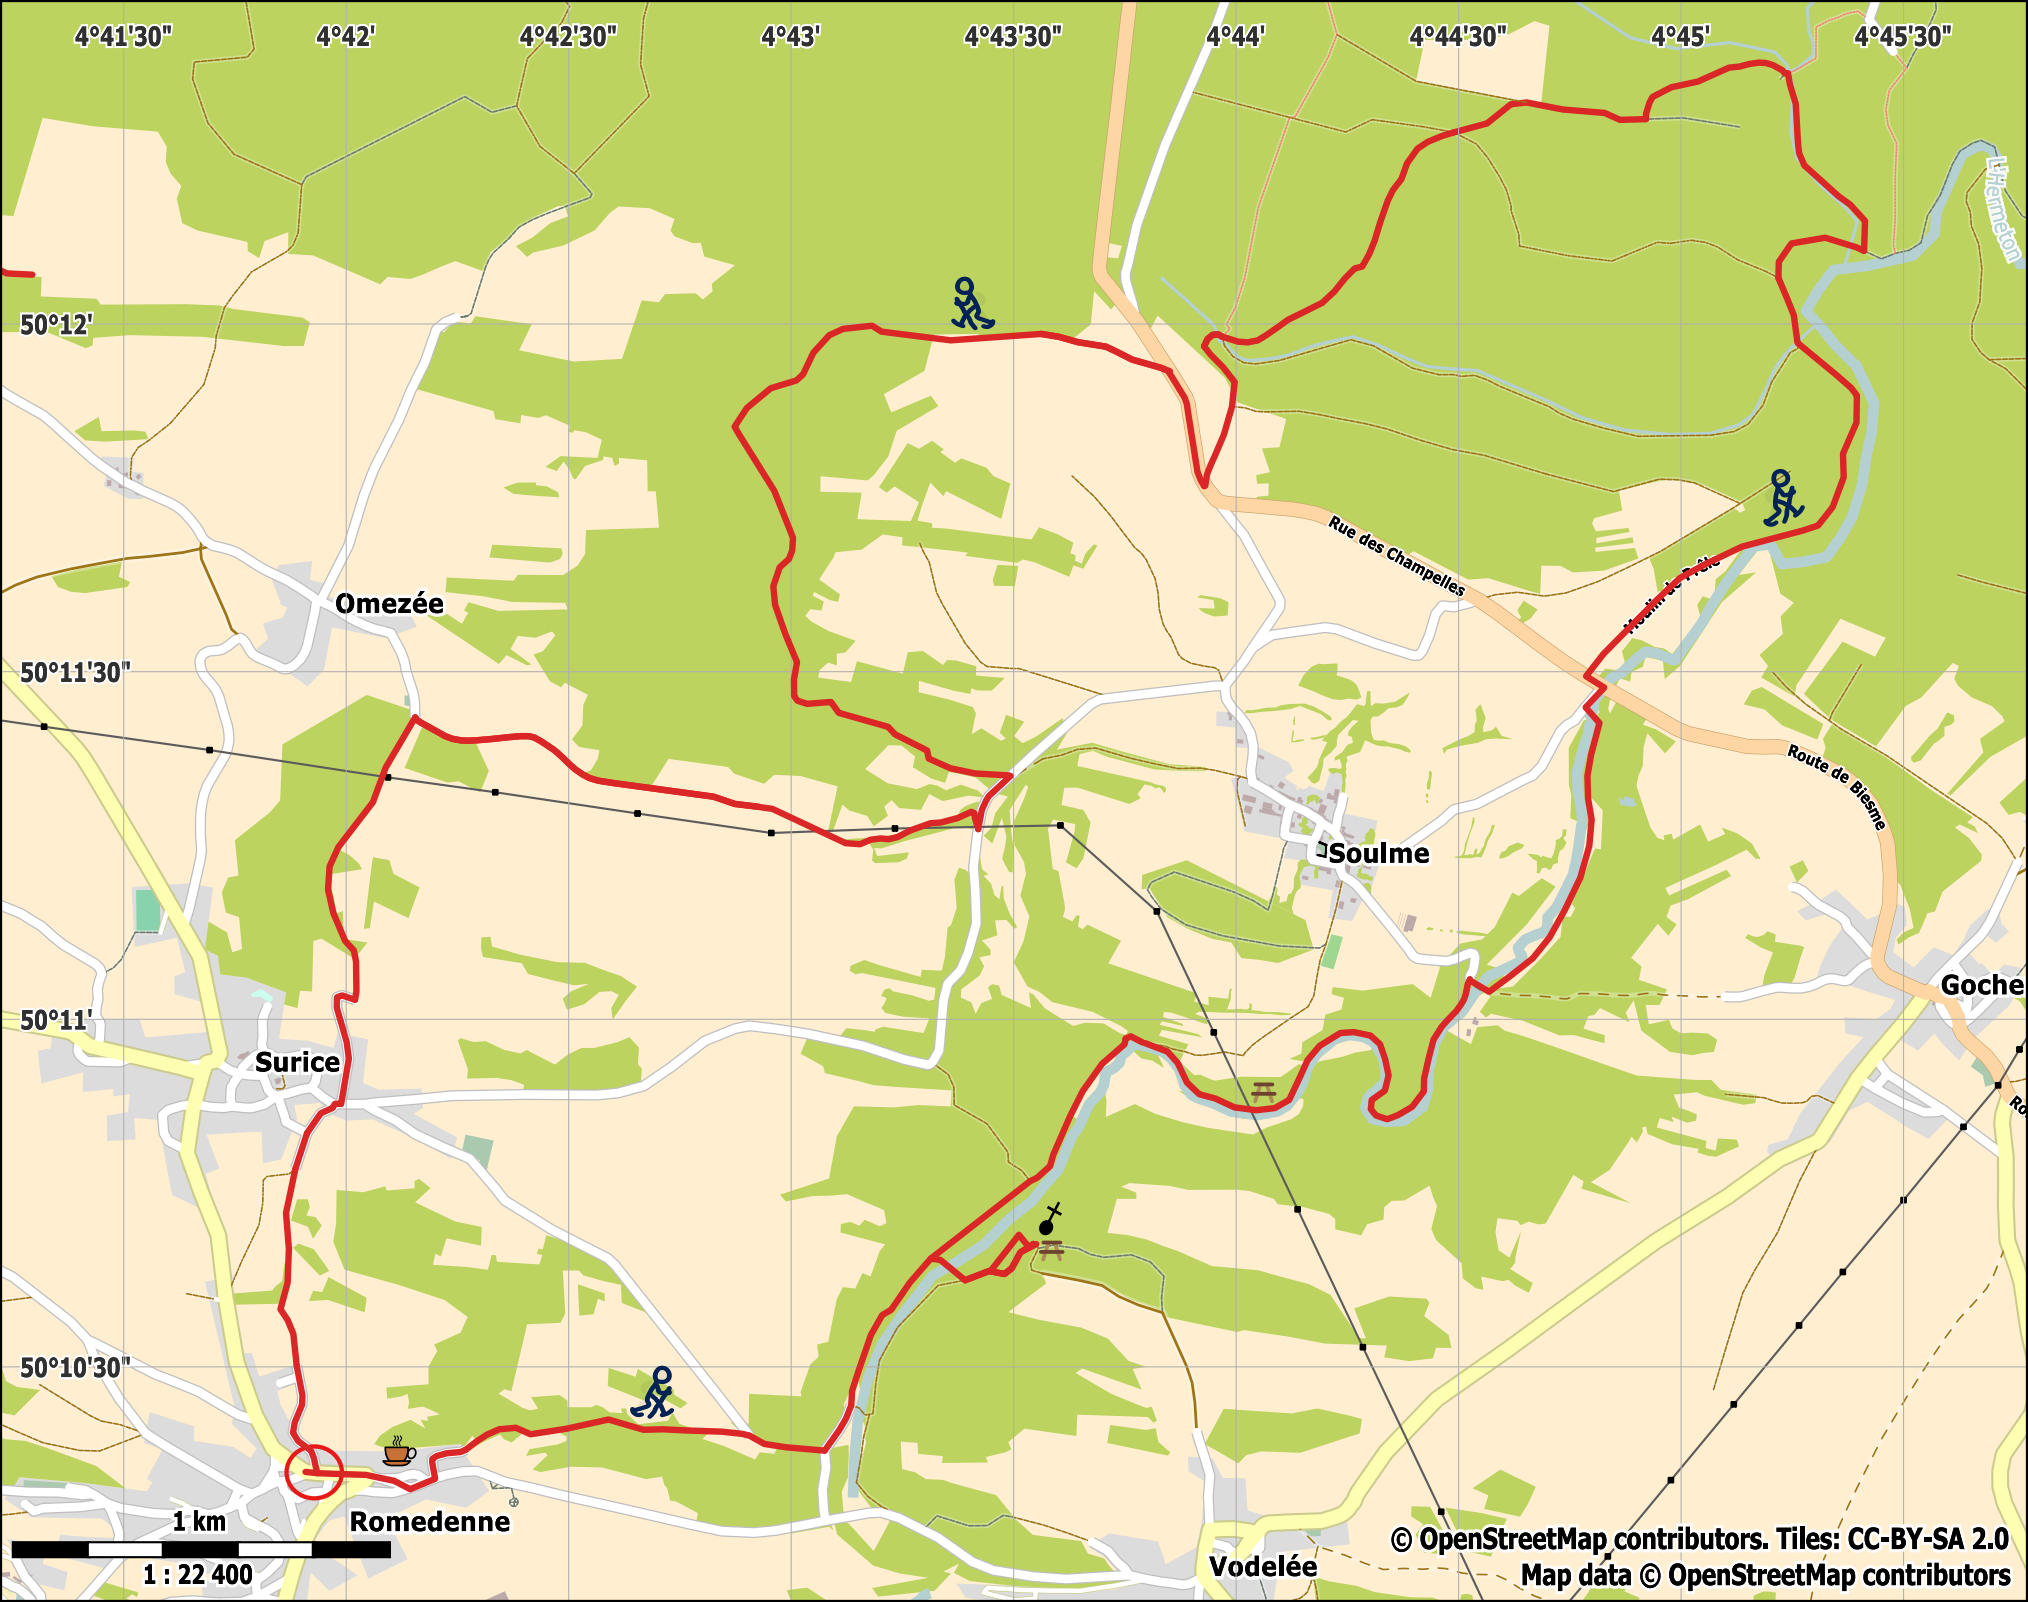 4°41'30" 4°42' 4°42'30" 4°43' 4°43'30" 4°44' 4°44'30" 4°45' 4°45'30"
L'Hermeton
50°12'
Rue des Champelles
Omezée
50°11'30"
Route de Biesme
Soulme
Goche
50°11'
Surice
Ro
50°10'30"
Romedenne
1 km
1 : 22 400
Vodelée
© OpenStreetMap contributors. Tiles: CC-BY-SA 2.0
Map data © OpenStreetMap contributors